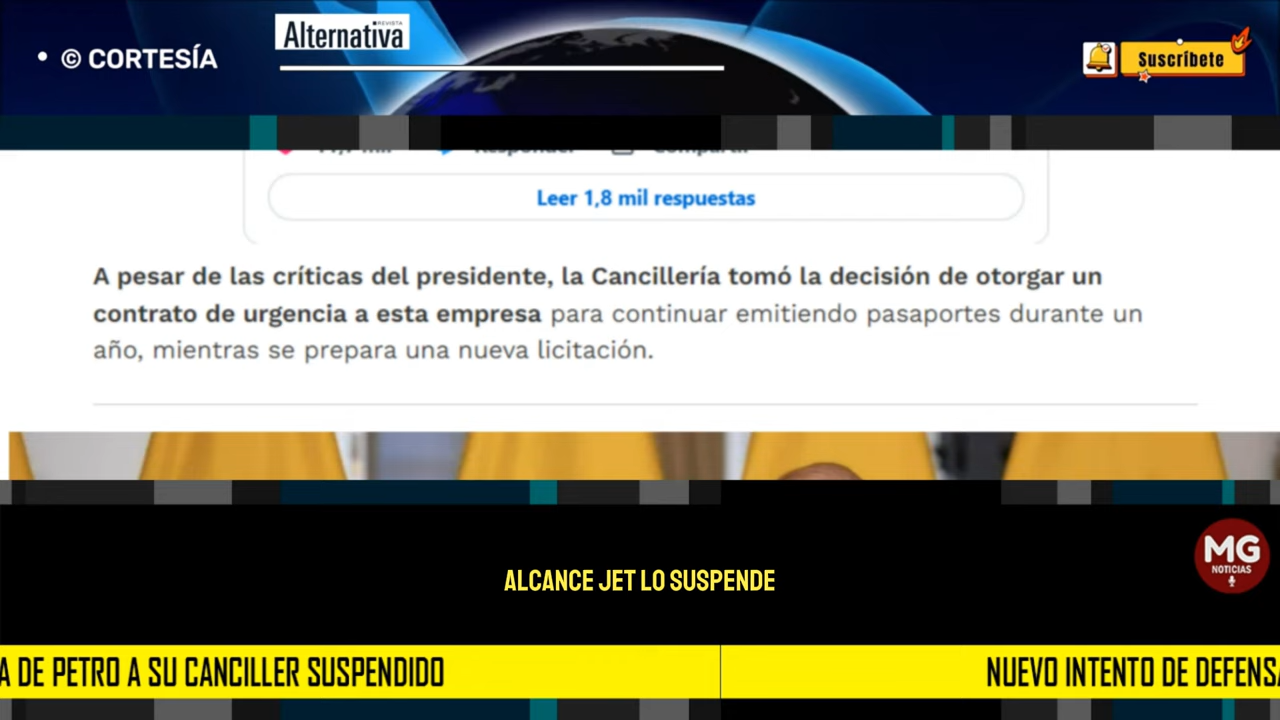 • © CORTESÍA
REVISTA
Alternativa
Suscríbete
Responder
Compartir
Leer 1,8 mil respuestas
A pesar de las críticas del presidente, la Cancillería tomó la decisión de otorgar un
contrato de urgencia a esta empresa para continuar emitiendo pasaportes durante un
año, mientras se prepara una nueva licitación.
MG
NOTICIAS
ALCANCE JET LO SUSPENDE
A DE PETRO A SU CANCILLER SUSPENDIDO
NUEVO INTENTO DE DEFENSA